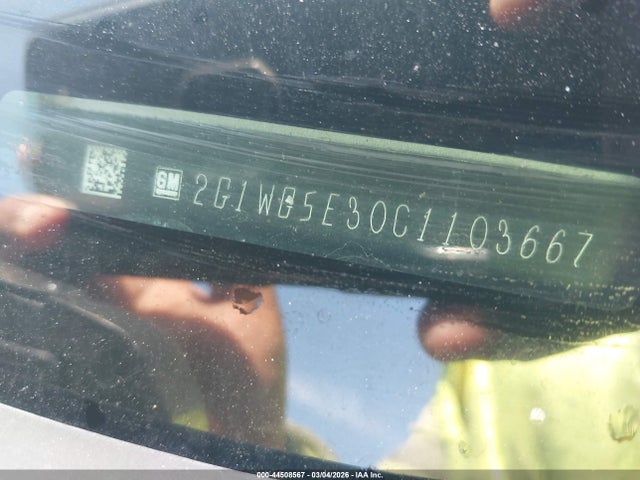 GM 2G1WG5E30C1103667
000-44508567 — 03/04/2026 — IAA Inc.